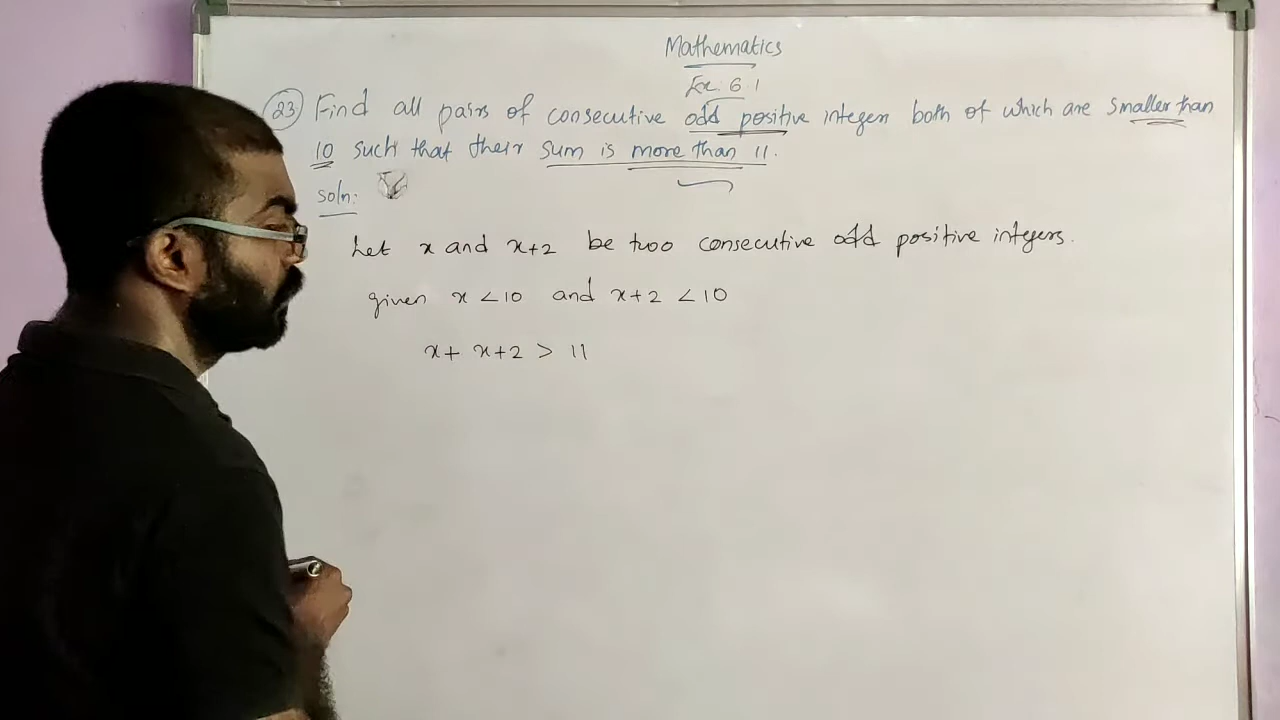 Mathematics
Ex. 6.1
23) Find all pairs of consecutive odd positive integers both of which are smaller than
10 such that their sum is more than 11.
Soln:
Let x and x+2 be two consecutive odd positive integers.
given x < 10 and x+2 < 10
x + x+2 > 11